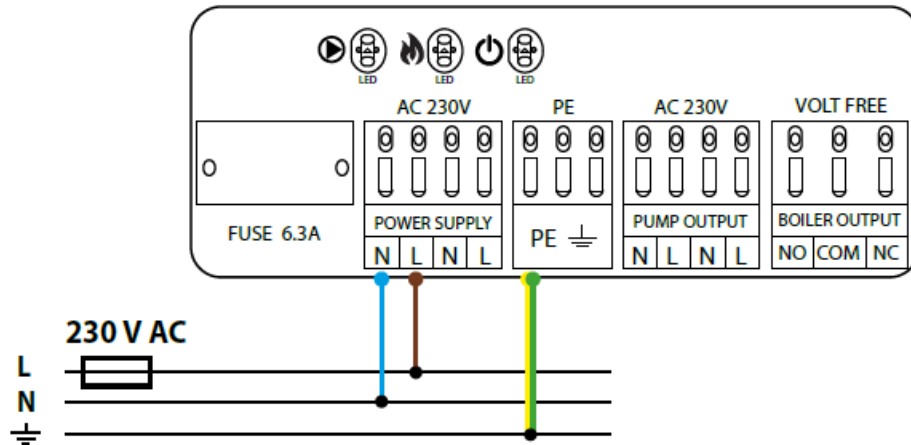 LED LED LED
AC 230V PE AC 230V VOLT FREE
FUSE 6.3A
POWER SUPPLY
N L N L
PE
PUMP OUTPUT
N L N L
BOILER OUTPUT
NO COM NC
230 V AC
L
N